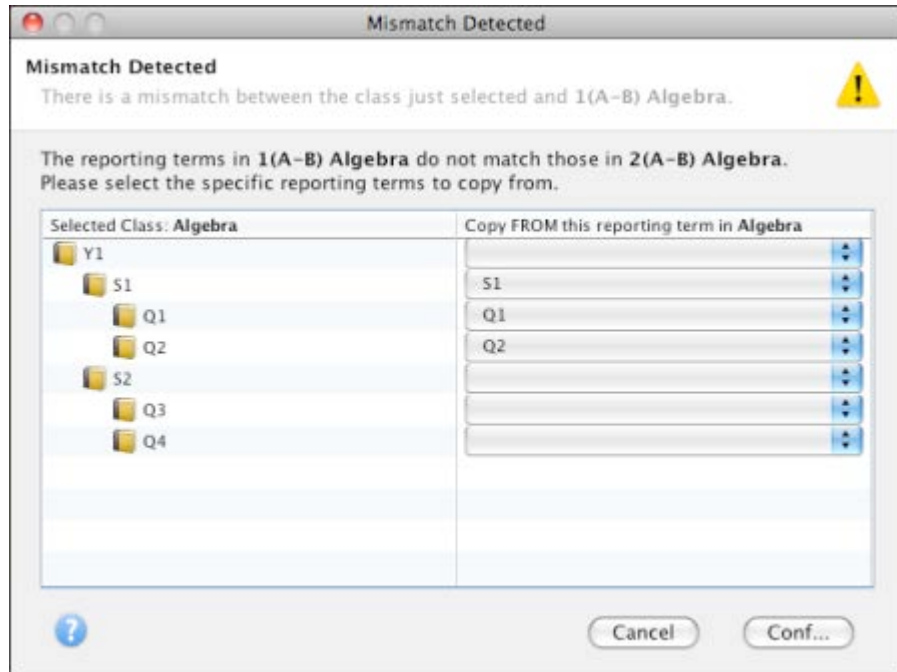 Mismatch Detected
Mismatch Detected
There is a mismatch between the class just selected and 1(A-B) Algebra.
The reporting terms in 1(A-B) Algebra do not match those in 2(A-B) Algebra.
Please select the specific reporting terms to copy from.
Selected Class: Algebra Copy FROM this reporting term in Algebra
Y1
S1 S1
Q1 Q1
Q2 Q2
S2
Q3
Q4
? Cancel Conf...